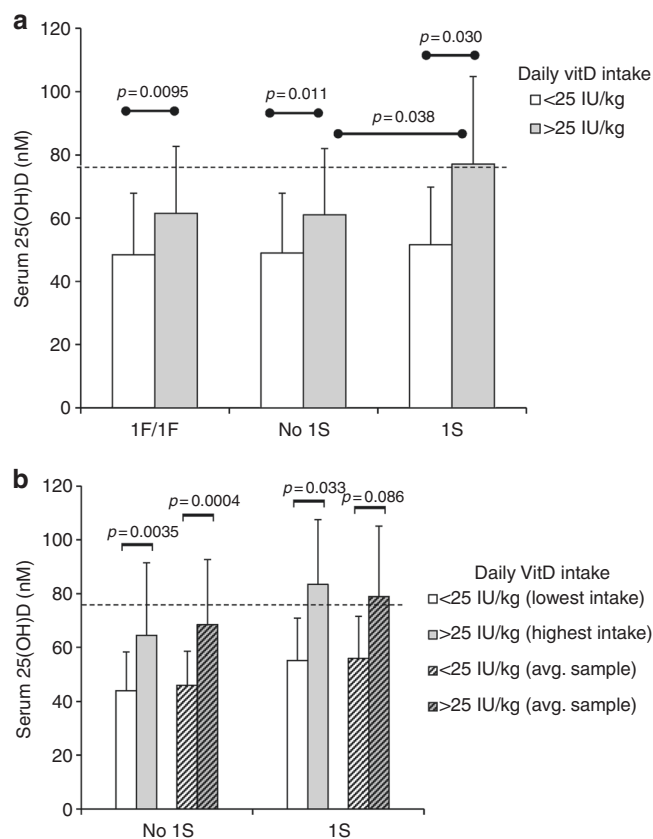 a
120
100
80
60
40
20
0
Serum 25(OH)D (nM)
p=0.0095
p=0.011
p=0.038
p=0.030
1F/1F
No 1S
1S
Daily vitD intake
<25 IU/kg
>25 IU/kg
b
120
100
80
60
40
20
0
Serum 25(OH)D (nM)
p=0.0035
p=0.0004
p=0.033
p=0.086
No 1S
1S
Daily VitD intake
<25 IU/kg (lowest intake)
>25 IU/kg (highest intake)
<25 IU/kg (avg. sample)
>25 IU/kg (avg. sample)